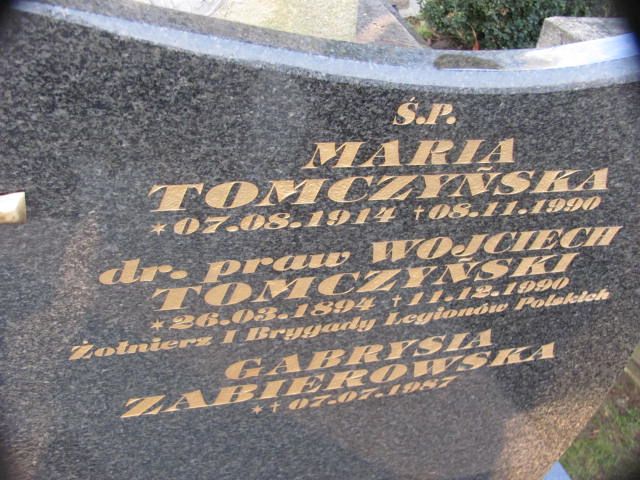 Ś.P.
MARIA
TOMCZYŃSKA
*07.08.1914 †08.11.1990
dr. praw WOJCIECH
TOMCZYŃSKI
*26.03.1894 †11.12.1990
Żołnierz I Brygady Legionów Polskich
GABRYSIA
ZABIEROWSKA
*†07.07.1987